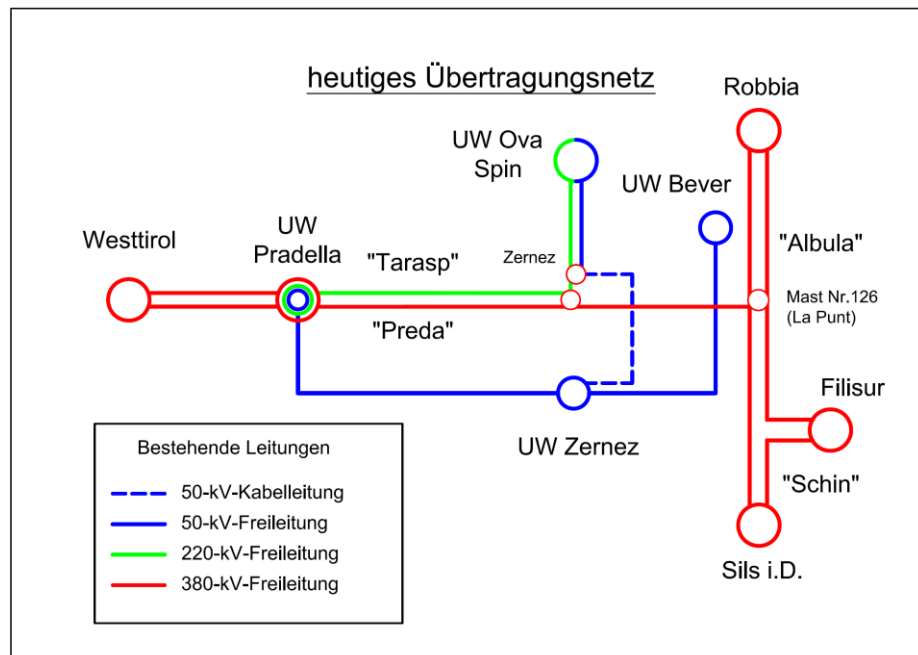 heutiges Übertragungsnetz
Robbia
UW Ova
Spin
UW Bever
Westtirol
UW
Pradella
"Tarasp"
Zernez
"Albula"
"Preda"
Mast Nr.126
(La Punt)
Filisur
UW Zernez
"Schin"
Sils i.D.
Bestehende Leitungen
50-kV-Kabelleitung
50-kV-Freileitung
220-kV-Freileitung
380-kV-Freileitung